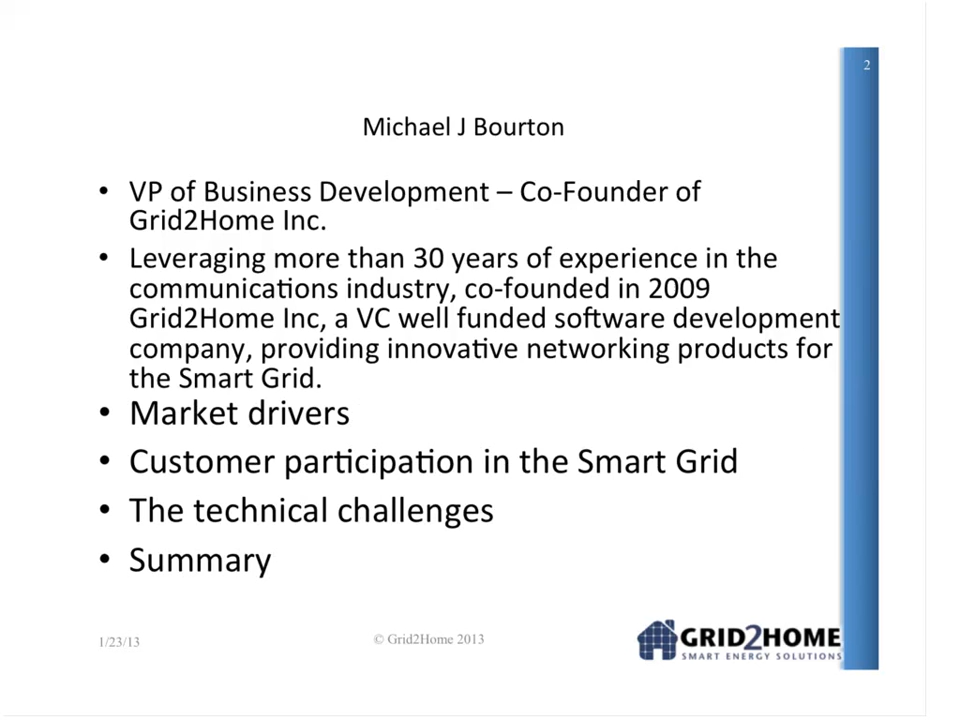 2
Michael J Bourton
• VP of Business Development – Co-Founder of
Grid2Home Inc.
• Leveraging more than 30 years of experience in the
communications industry, co-founded in 2009
Grid2Home Inc, a VC well funded software development
company, providing innovative networking products for
the Smart Grid.
• Market drivers
• Customer participation in the Smart Grid
• The technical challenges
• Summary
1/23/13
© Grid2Home 2013
GRID2HOME
SMART ENERGY SOLUTIONS